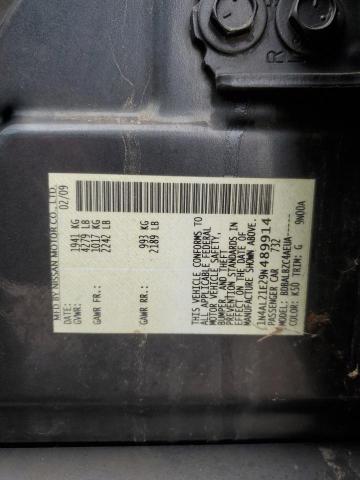 MFD BY NISSAN MOTOR CO., LTD.
DATE: 02/09
GVWR: 1941 KG
4279 LB
GAWR FR: 1017 KG
2242 LB
GAWR RR: 993 KG
2189 LB
THIS VEHICLE CONFORMS TO
ALL APPLICABLE FEDERAL
MOTOR VEHICLE SAFETY,
BUMPER, AND THEFT
PREVENTION STANDARDS IN
EFFECT ON THE DATE OF
MANUFACTURE SHOWN ABOVE.
1N4AL21E29N489914
PASSENGER CAR 732
MODEL: BDBALBZC4AEUA
COLOR: K50 TRIM: G 9N00A
R